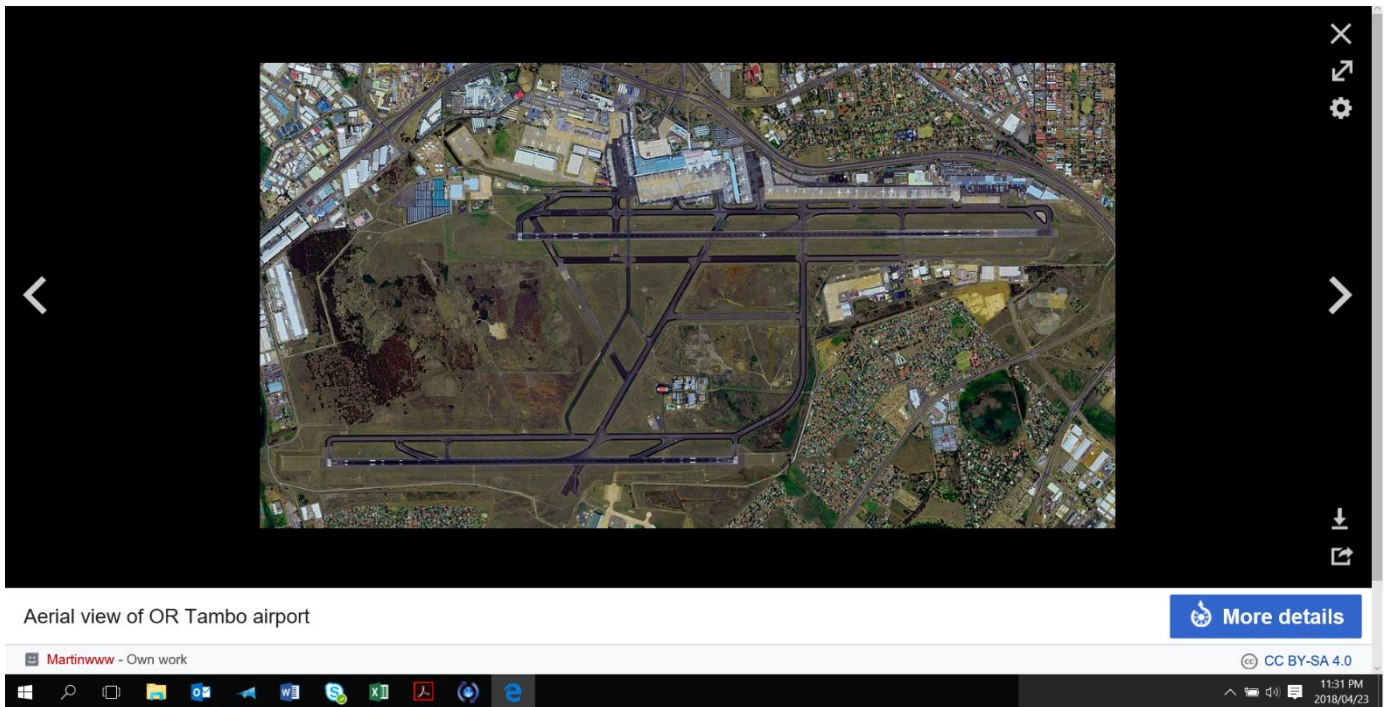 Aerial view of OR Tambo airport
More details
Martinwww - Own work
CC BY-SA 4.0
11:31 PM
2018/04/23